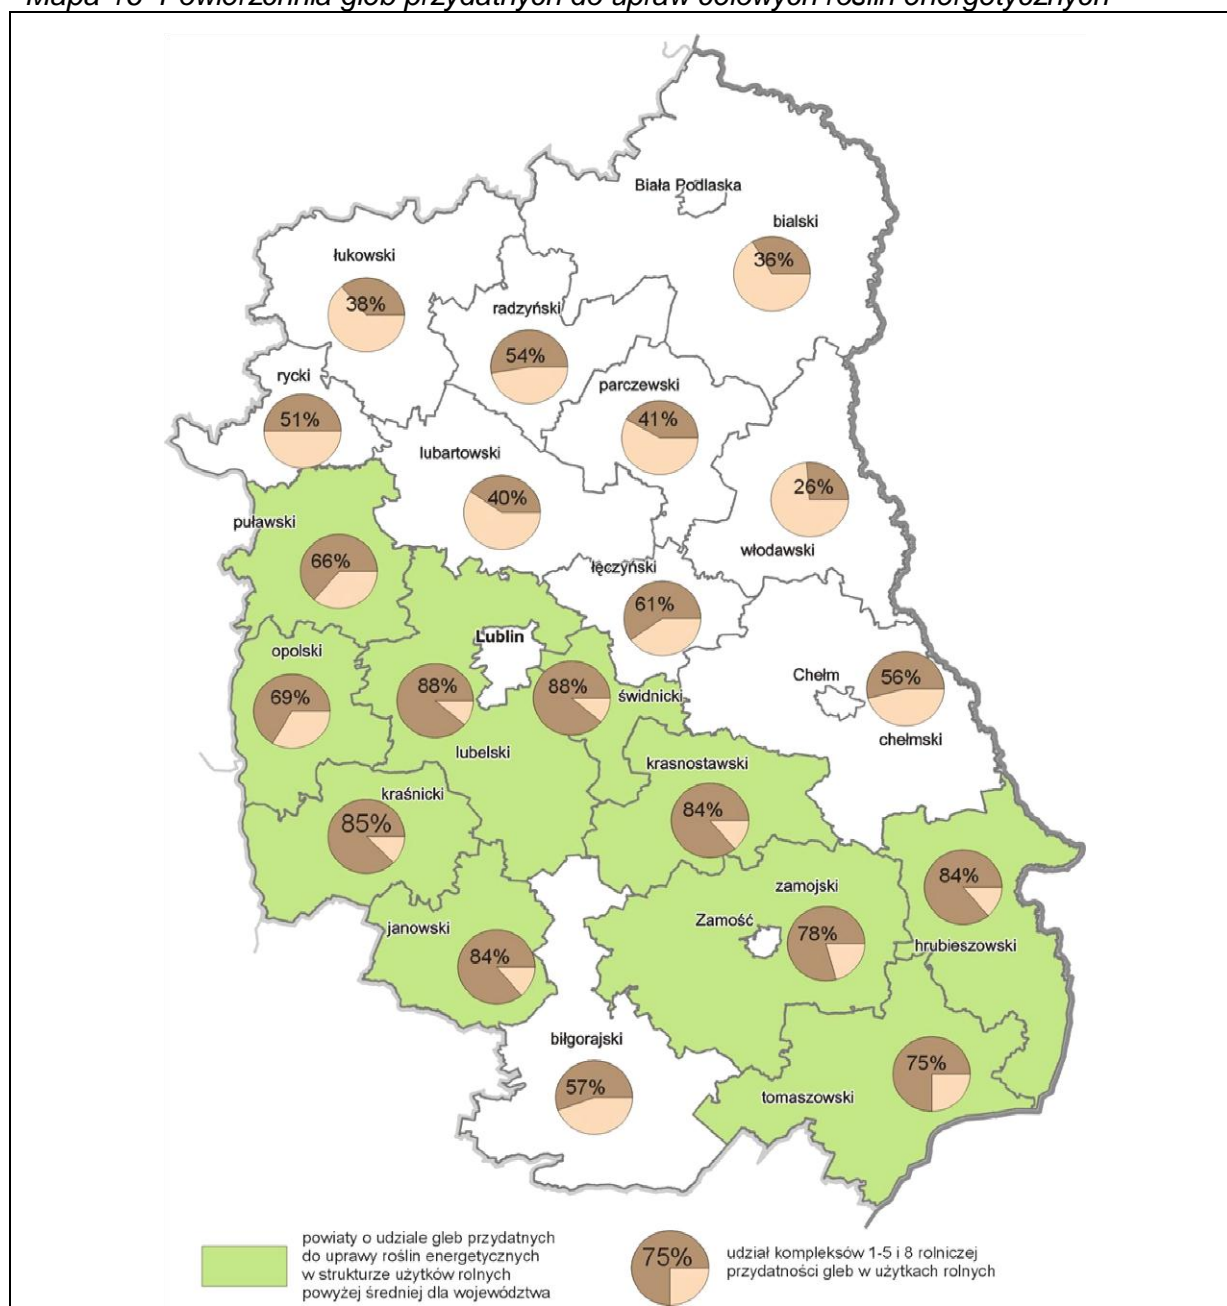 Mapa 18 Powierzchnia gleb przydatnych do upraw celowych roślin energetycznych
Biała Podlaska
bialski
36%
łukowski
38%
radzyński
54%
rycki
51%
parczewski
41%
lubartowski
40%
26%
włodawski
puławski
66%
łęczyński
61%
Lublin
opolski
69%
88%
lubelski
88%
świdnicki
Chełm
56%
chełmski
krasnostawski
84%
kraśnicki
85%
zamojski
Zamość
78%
84%
hrubieszowski
janowski
84%
biłgorajski
57%
75%
tomaszowski
powiaty o udziale gleb przydatnych
do uprawy roślin energetycznych
w strukturze użytków rolnych
powyżej średniej dla województwa
75%
udział kompleksów 1-5 i 8 rolniczej
przydatności gleb w użytkach rolnych